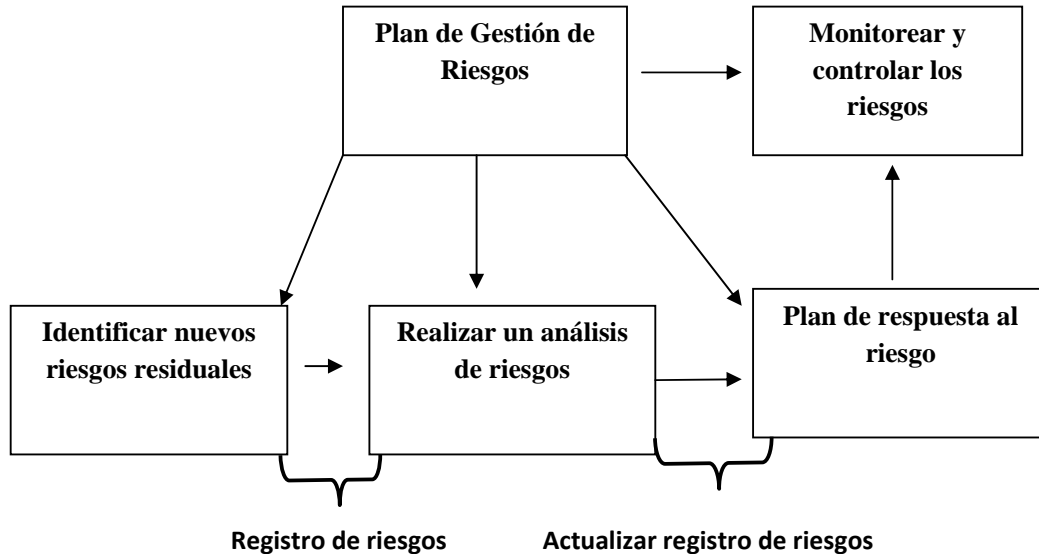 Plan de Gestión de
Riesgos
Monitorear y
controlar los
riesgos
Identificar nuevos
riesgos residuales
Realizar un análisis
de riesgos
Plan de respuesta al
riesgo
Registro de riesgos
Actualizar registro de riesgos